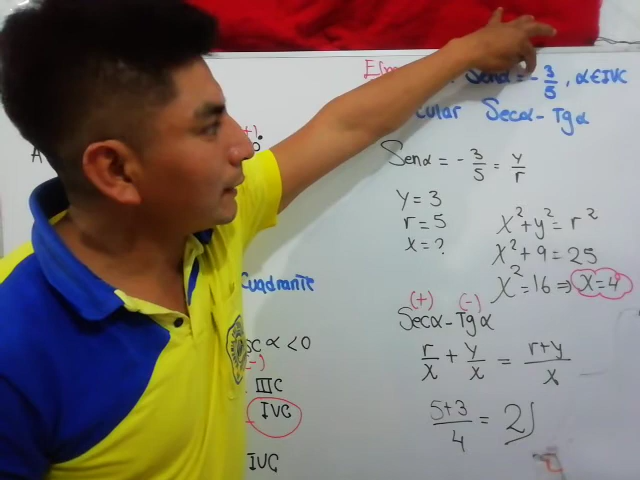 Senα = -3/5, α∈IVC
Secα - Tgα
Senα = -3/5 = y/r
y = 3
r = 5
x = ?
x² + y² = r²
x² + 9 = 25
x² = 16 ⇒ x = 4
(+) (-)
Secα - Tgα
r/x + y/x = r+y/x
5+3/4 = 2
Cuadrante
α < 0
(-)
IIIC
IVC
IVC